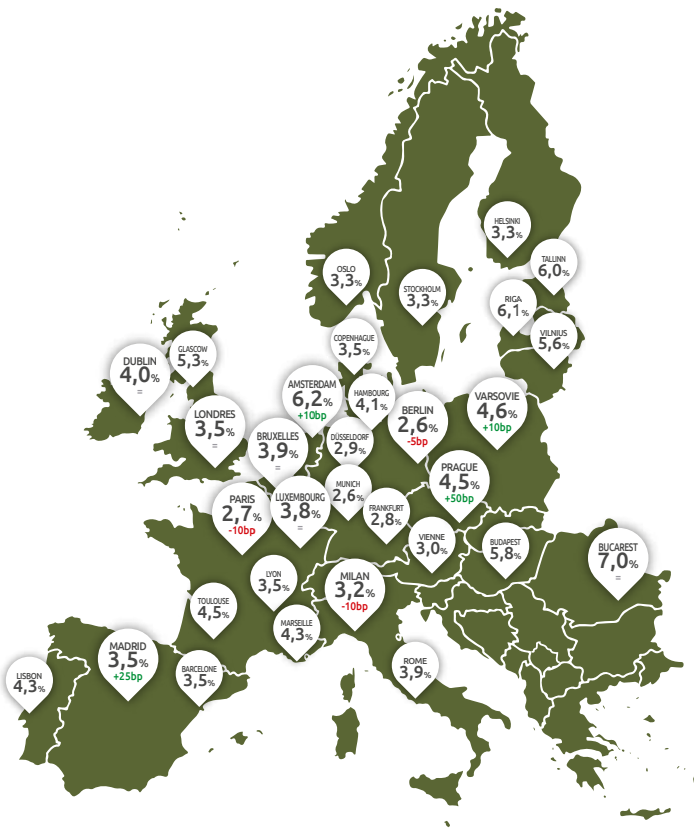 HELSINKI
3,3%
TALLINN
6,0%
OSLO
3,3%
STOCKHOLM
3,3%
RIGA
6,1%
VILNIUS
5,6%
COPENHAGUE
3,5%
GLASCOW
5,3%
DUBLIN
4,0%
=
AMSTERDAM
6,2%
+10bp
HAMBOURG
4,1%
VARSOVIE
4,6%
+10bp
BERLIN
2,6%
-5bp
LONDRES
3,5%
=
BRUXELLES
3,9%
=
DÜSSELDORF
2,9%
PRAGUE
4,5%
+50bp
MUNICH
2,6%
PARIS
2,7%
-10bp
LUXEMBOURG
3,8%
=
FRANKFURT
2,8%
VIENNE
3,0%
BUDAPEST
5,8%
BUCAREST
7,0%
=
LYON
3,5%
MILAN
3,2%
-10bp
TOULOUSE
4,5%
MARSEILLE
4,3%
MADRID
3,5%
+25bp
BARCELONE
3,5%
ROME
3,9%
LISBON
4,3%